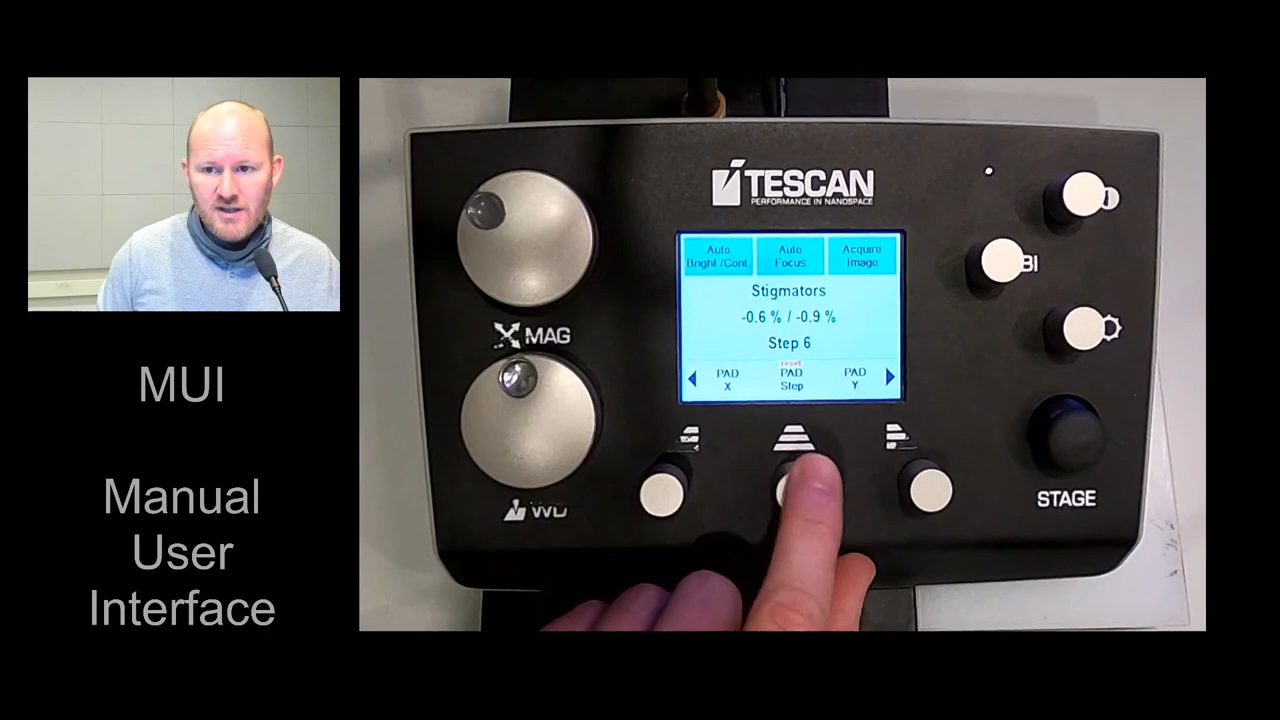 MUI
Manual
User
Interface
TESCAN
PERFORMANCE IN NANOSPACE
Auto
Bright /Cont.
Auto
Focus
Acquire
Image
Stigmators
-0.6 % / -0.9 %
Step 6
PAD
X
reset
PAD
Step
PAD
Y
MAG
WD
BI
STAGE